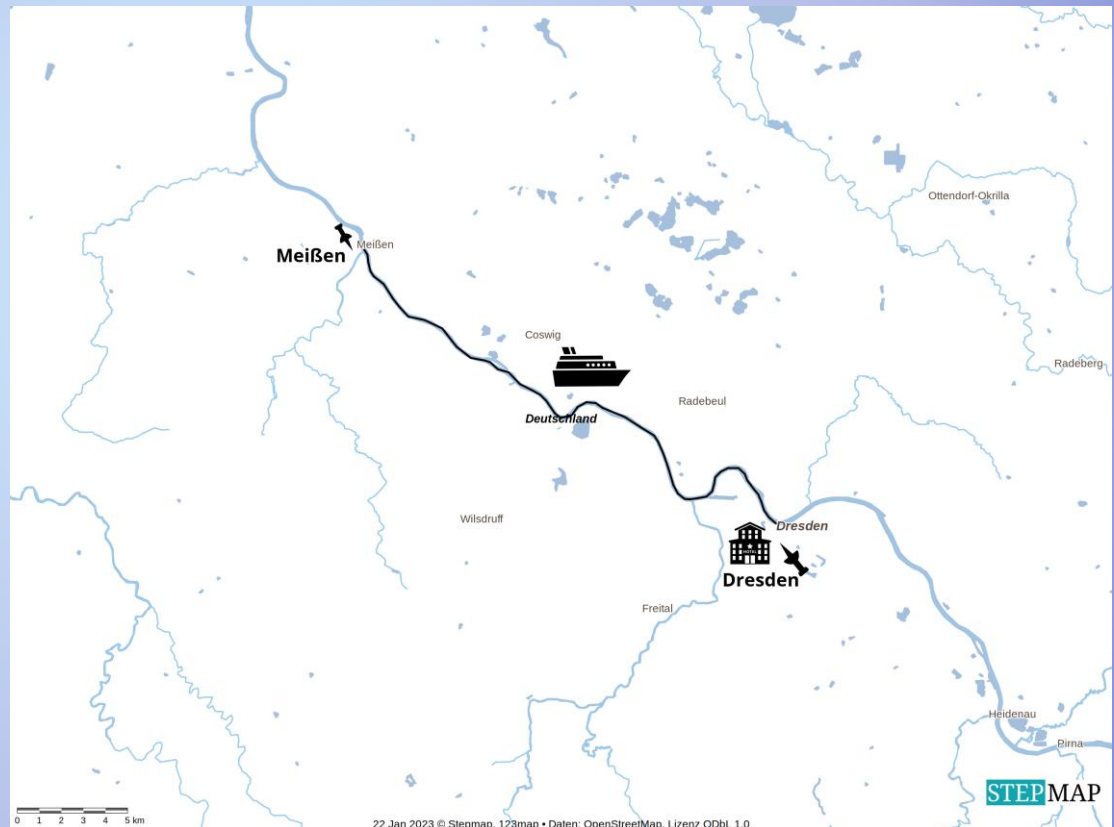 Ottendorf-Okrilla
Meißen
Meißen
Coswig
Radeberg
Radebeul
Deutschland
Wilsdruff
Dresden
HOTEL
Dresden
Freital
Heidenau
Pirna
STEPMAP
0 1 2 3 4 5 km
22 Jan 2023 © Stepmap, 123map • Daten: OpenStreetMap, Lizenz ODbL 1.0